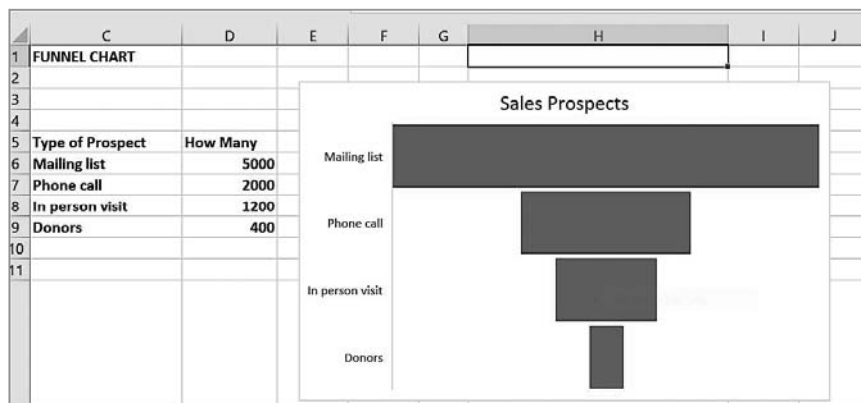 C D E F G H I J
1 FUNNEL CHART
2
3
Sales Prospects
4
5 Type of Prospect How Many
6 Mailing list 5000
Mailing list
7 Phone call 2000
8 In person visit 1200
9 Donors 400
Phone call
10
11
In person visit
Donors